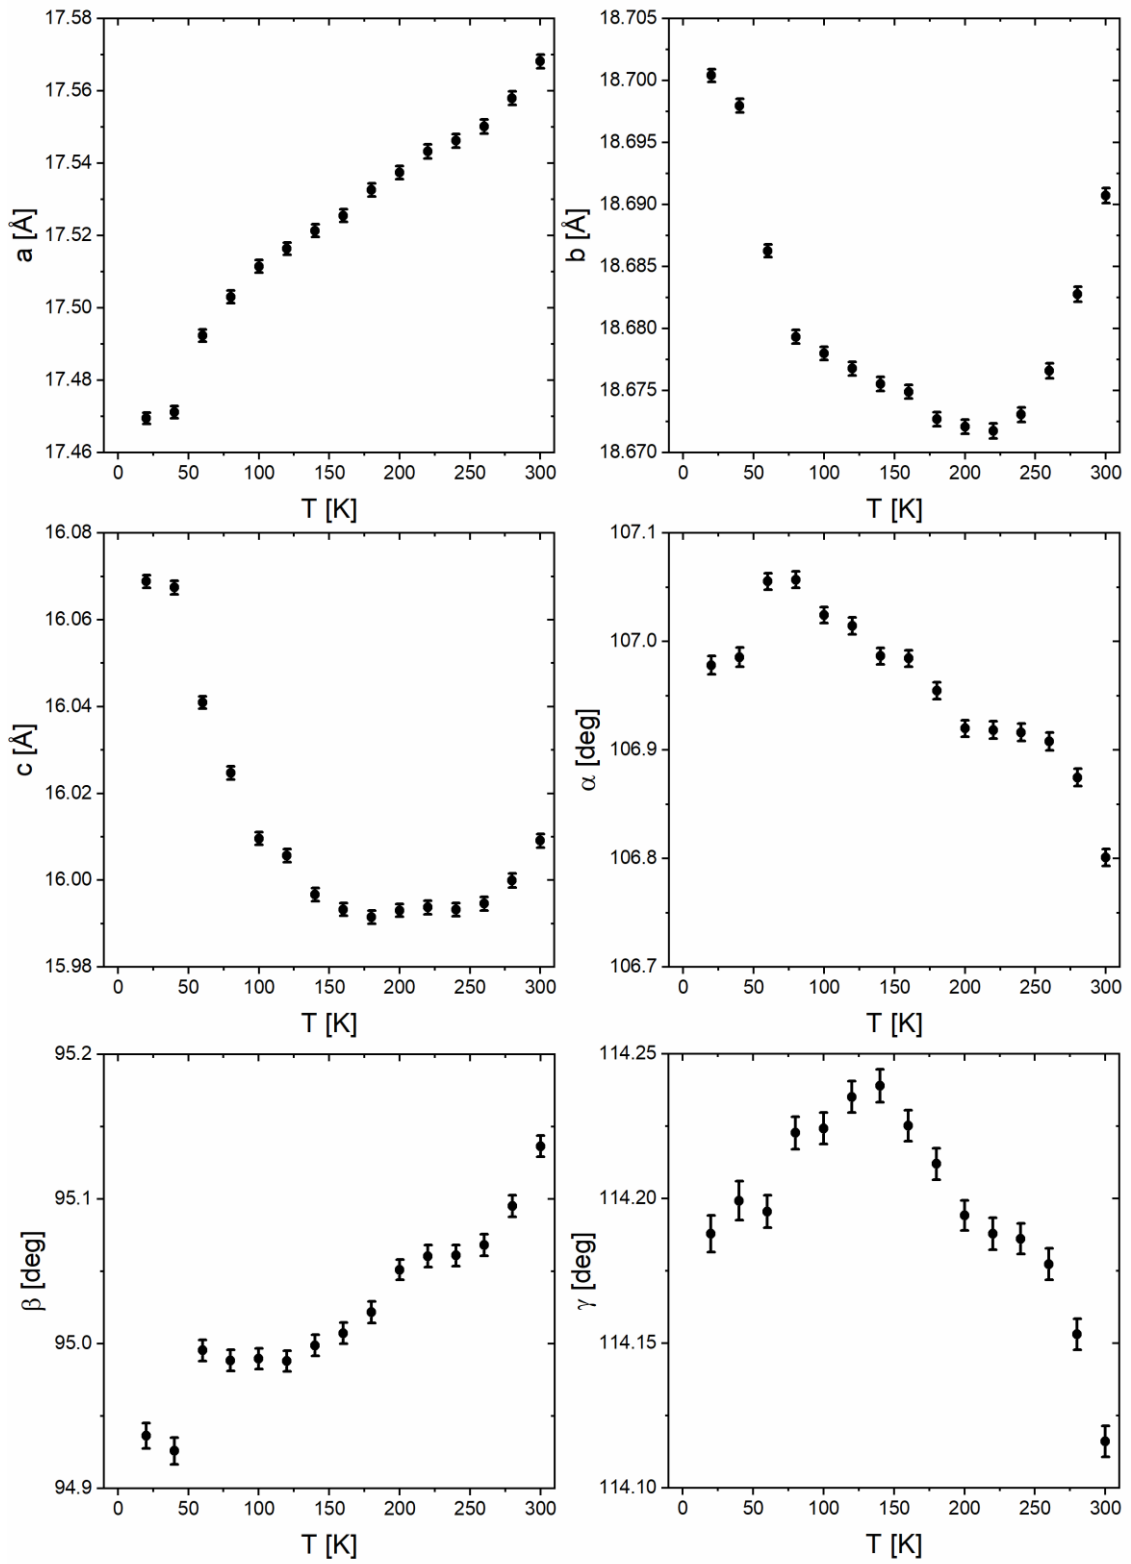 17.58
17.56
17.54
17.52
17.50
17.48
17.46
a [Å]
0 50 100 150 200 250 300
T [K]
18.705
18.700
18.695
18.690
18.685
18.680
18.675
18.670
b [Å]
0 50 100 150 200 250 300
T [K]
16.08
16.06
16.04
16.02
16.00
15.98
c [Å]
0 50 100 150 200 250 300
T [K]
107.1
107.0
106.9
106.8
106.7
α [deg]
0 50 100 150 200 250 300
T [K]
95.2
95.1
95.0
94.9
β [deg]
0 50 100 150 200 250 300
T [K]
114.25
114.20
114.15
114.10
γ [deg]
0 50 100 150 200 250 300
T [K]